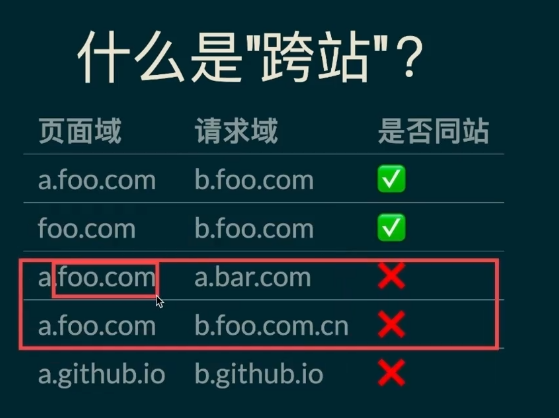 什么是"跨站"?
页面域 请求域 是否同站
a.foo.com b.foo.com ✅
foo.com b.foo.com ✅
a.foo.com a.bar.com ❌
a.foo.com b.foo.com.cn ❌
a.github.io b.github.io ❌